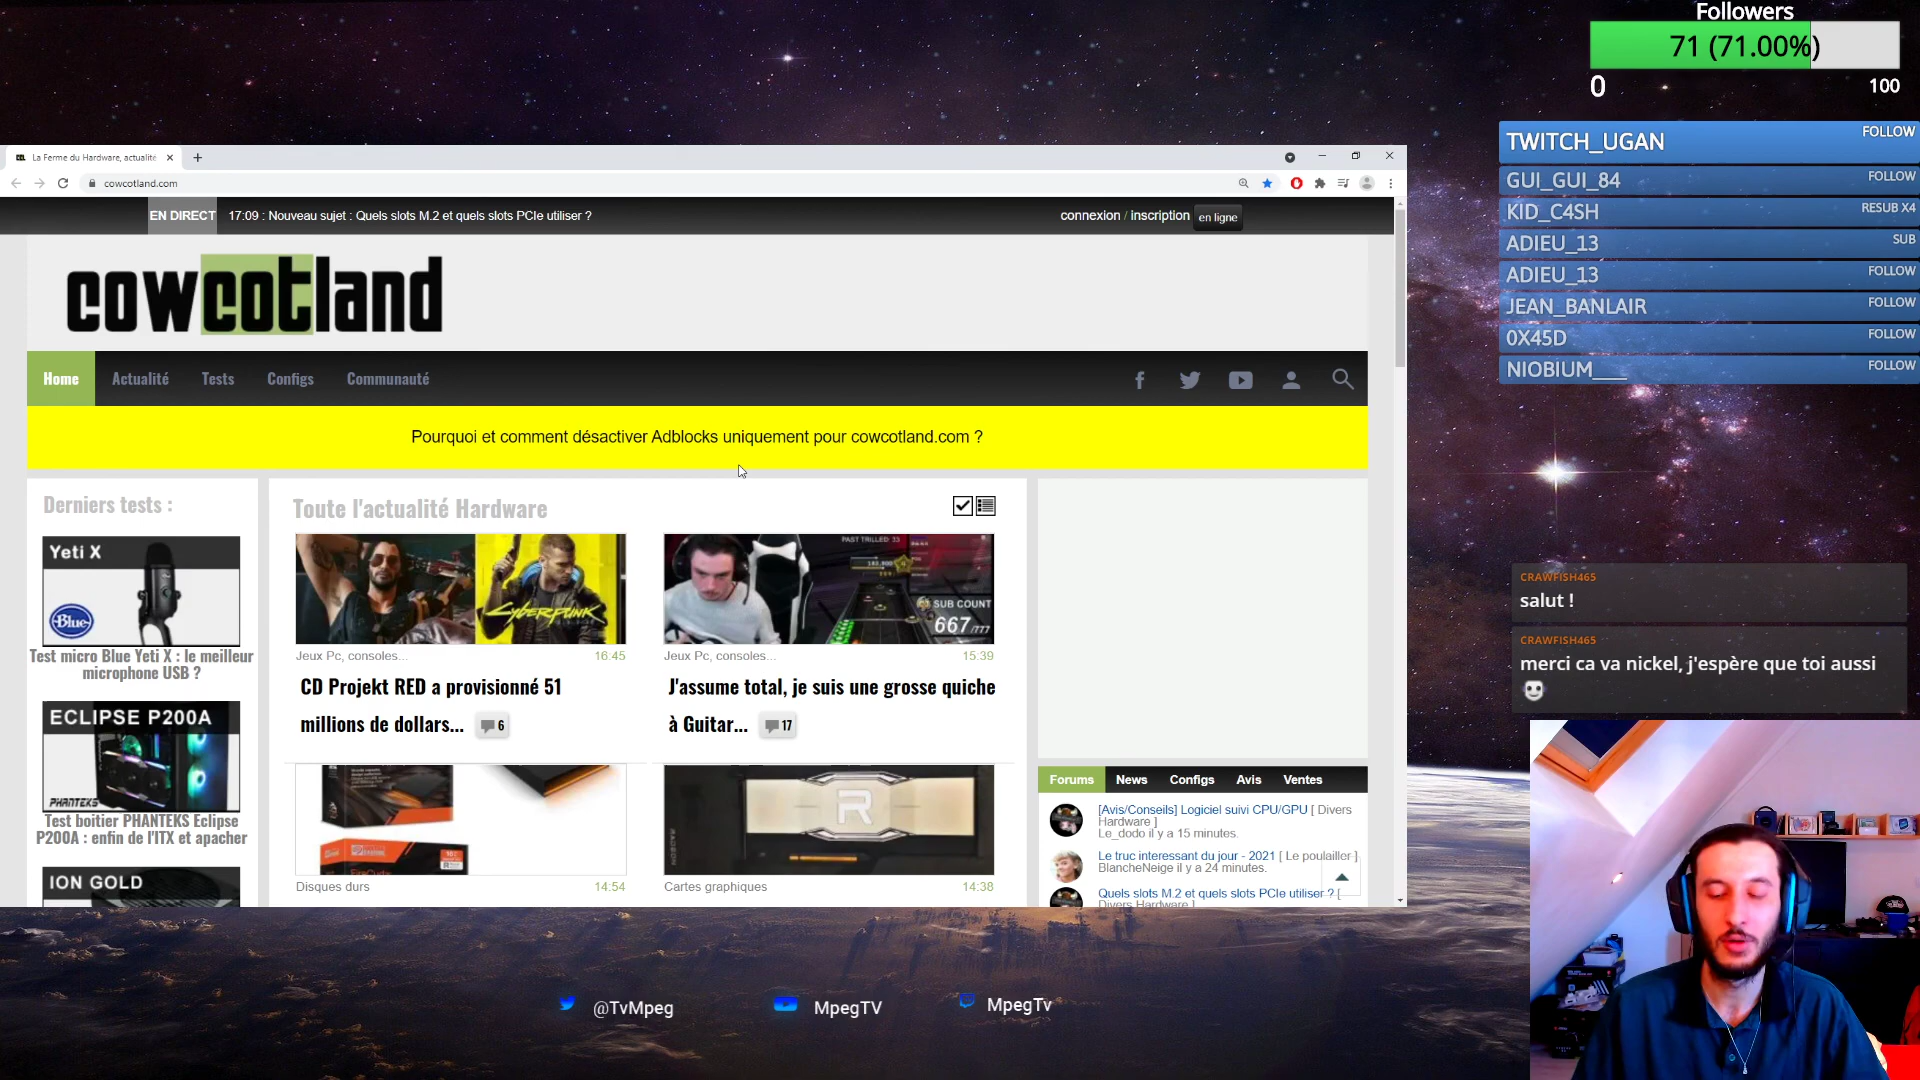 Followers
71 (71.00%)
0
100
TWITCH_UGAN FOLLOW
GUI_GUI_84 FOLLOW
KID_C4SH RESUB X4
ADIEU_13 SUB
ADIEU_13 FOLLOW
JEAN_BANLAIR FOLLOW
0X45D FOLLOW
NIOBIUM___ FOLLOW
La Ferme du Hardware, actualité
cowcotland.com
EN DIRECT 17:09 : Nouveau sujet : Quels slots M.2 et quels slots PCIe utiliser ?
connexion / inscription en ligne
cowcotland
Home Actualité Tests Configs Communauté
Pourquoi et comment désactiver Adblocks uniquement pour cowcotland.com ?
Derniers tests :
Yeti X
Blue
Test micro Blue Yeti X : le meilleur
microphone USB ?
ECLIPSE P200A
PHANTEKS
Test boitier PHANTEKS Eclipse
P200A : enfin de l'ITX et apacher
ION GOLD
Toute l'actualité Hardware
Cyberpunk
Jeux Pc, consoles... 16:45
CD Projekt RED a provisionné 51
millions de dollars... 6
SUB COUNT
667/777
Jeux Pc, consoles... 15:39
J'assume total, je suis une grosse quiche
à Guitar... 17
Disques durs 14:54
R
RADEON
Cartes graphiques 14:38
Forums News Configs Avis Ventes
[Avis/Conseils] Logiciel suivi CPU/GPU [ Divers
Hardware ]
Le_dodo il y a 15 minutes.
Le truc interessant du jour - 2021 [ Le poulailler ]
BlancheNeige il y a 24 minutes.
Quels slots M.2 et quels slots PCIe utiliser ? [
Divers Hardware ]
CRAWFISH465
salut !
CRAWFISH465
merci ca va nickel, j'espère que toi aussi
@TvMpeg
MpegTV
MpegTv